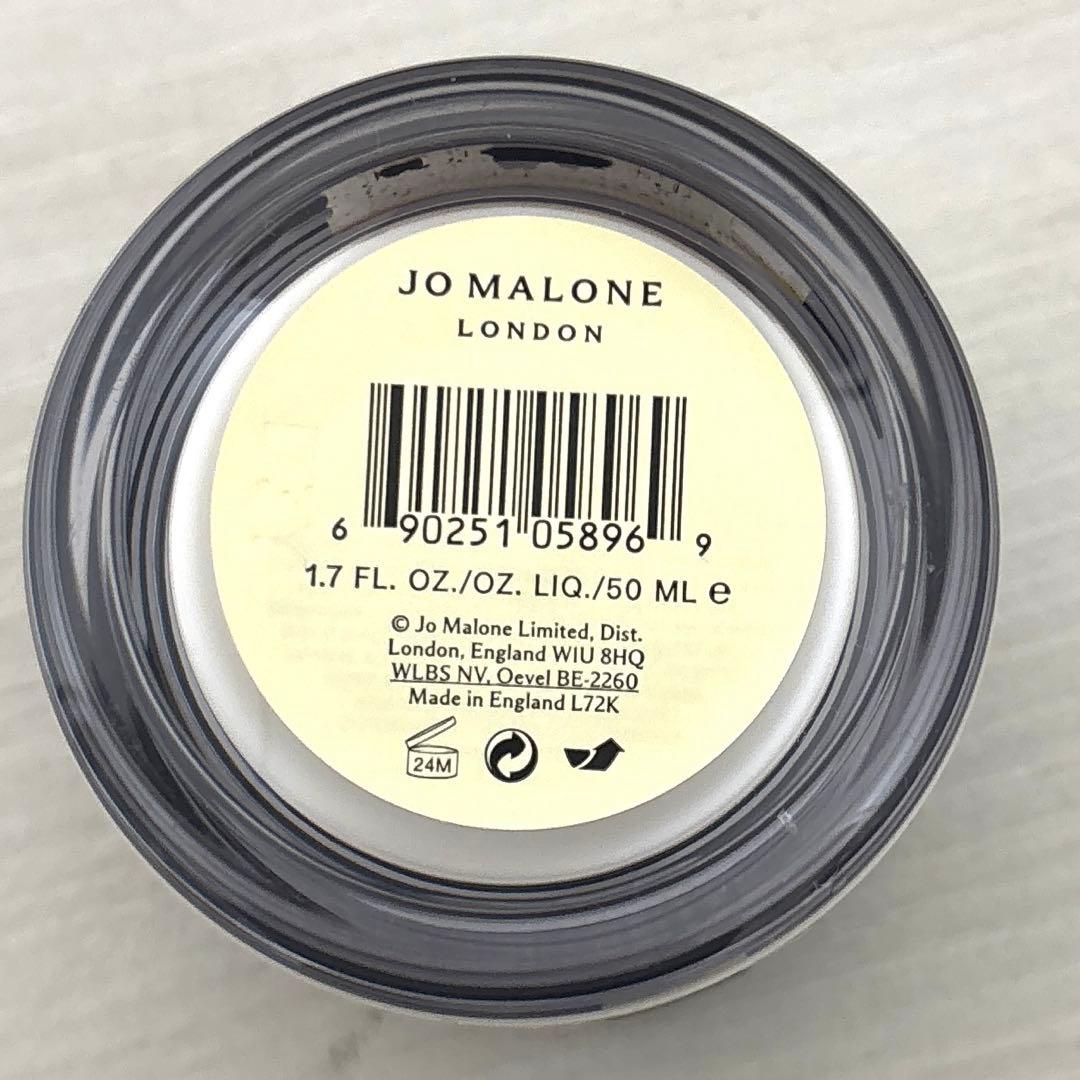 JO MALONE
LONDON
6 90251 05896 9
1.7 FL. OZ./OZ. LIQ./50 ML e
© Jo Malone Limited, Dist.
London, England WIU 8HQ
WLBS NV, Oevel BE-2260
Made in England L72K
24M